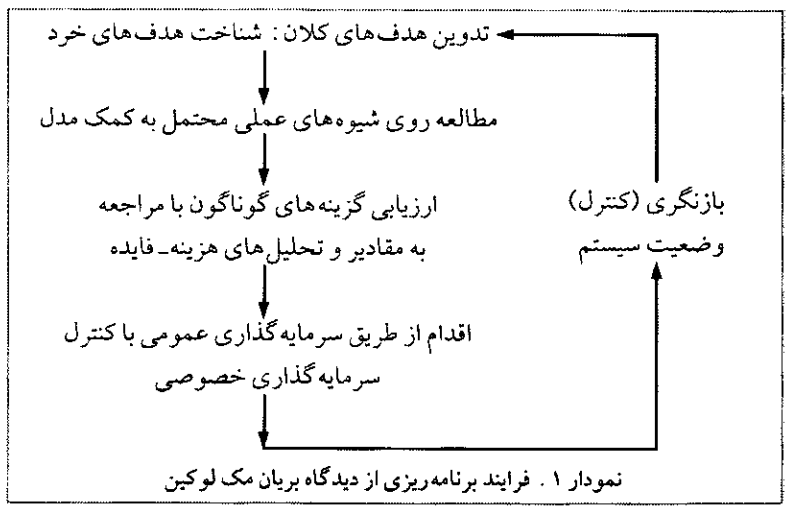 تدوین هدف‌های کلان: شناخت هدف‌های خرد
مطالعه روی شیوه‌های عملی محتمل به کمک مدل
ارزیابی گزینه‌های گوناگون با مراجعه
به مقادیر و تحلیل‌های هزینه-فایده
اقدام از طریق سرمایه‌گذاری عمومی با کنترل
سرمایه‌گذاری خصوصی
بازنگری (کنترل)
وضعیت سیستم
نمودار ۱. فرایند برنامه‌ریزی از دیدگاه بریان مک لوکین